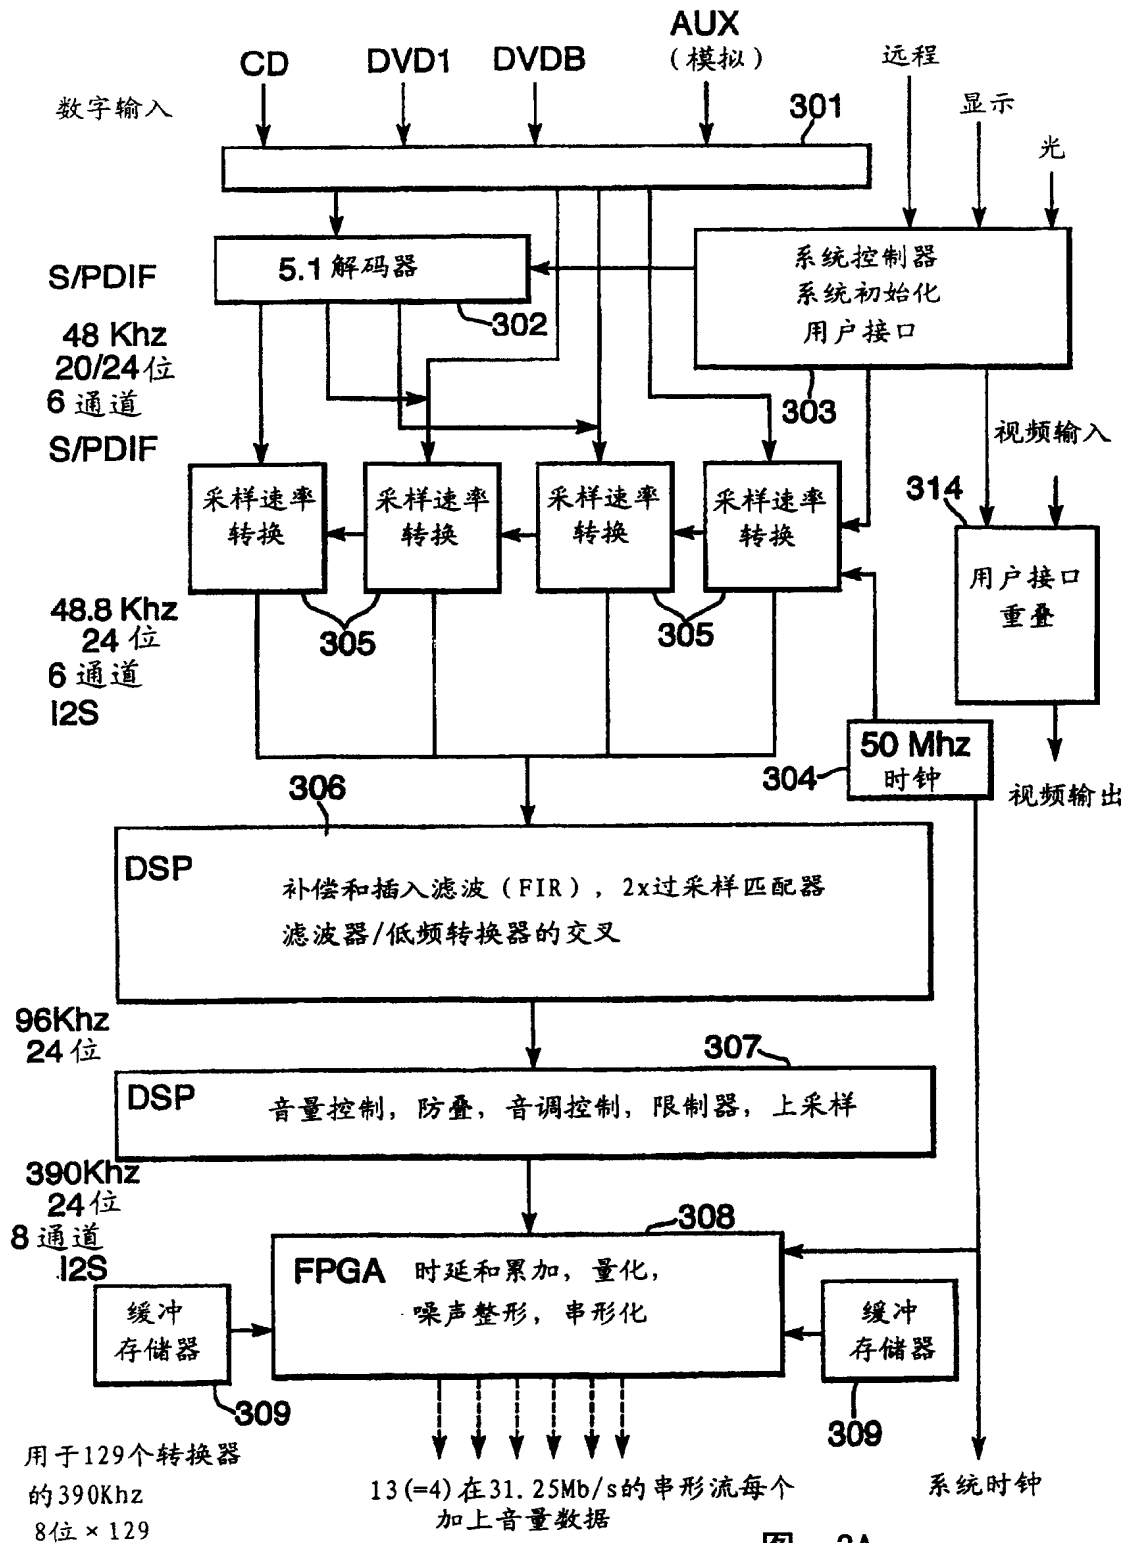 CD
DVD1
DVDB
AUX
(模拟)
远程
显示
光
数字输入
301
5.1 解码器
系统控制器
系统初始化
用户接口
S/PDIF
302
303
48 Khz
20/24 位
6 通道
S/PDIF
视频输入
314
采样速率
转换
采样速率
转换
采样速率
转换
采样速率
转换
用户接口
重叠
305
305
48.8 Khz
24 位
6 通道
I2S
50 Mhz
时钟
304
视频输出
306
DSP
补偿和插入滤波(FIR), 2x过采样匹配器
滤波器/低频转换器的交叉
96Khz
24 位
307
DSP
音量控制, 防叠, 音调控制, 限制器, 上采样
390Khz
24 位
8 通道
I2S
308
FPGA 时延和累加, 量化,
噪声整形, 串形化
缓冲
存储器
缓冲
存储器
309
309
用于129个转换器
的390Khz
8位 × 129
13(=4)在31.25Mb/s的串形流每个
加上音量数据
系统时钟